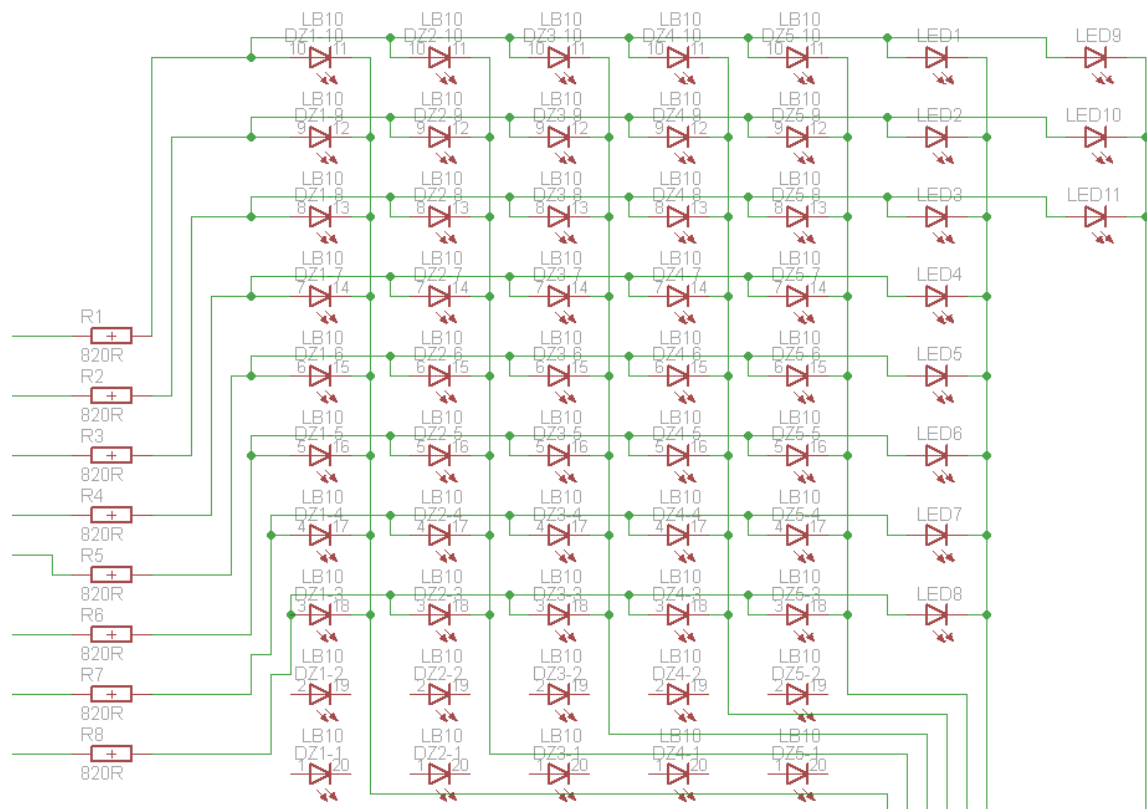 LB10 LB10 LB10 LB10 LB10
DZ1-10 DZ2-10 DZ3-10 DZ4-10 DZ5-10 LED1 LED9
10 11 10 11 10 11 10 11 10 11
LB10 LB10 LB10 LB10 LB10
DZ1-9 DZ2-9 DZ3-9 DZ4-9 DZ5-9 LED2 LED10
9 12 9 12 9 12 9 12 9 12
LB10 LB10 LB10 LB10 LB10
DZ1-8 DZ2-8 DZ3-8 DZ4-8 DZ5-8 LED3 LED11
8 13 8 13 8 13 8 13 8 13
LB10 LB10 LB10 LB10 LB10
DZ1-7 DZ2-7 DZ3-7 DZ4-7 DZ5-7 LED4
7 14 7 14 7 14 7 14 7 14
R1
820R
LB10 LB10 LB10 LB10 LB10
DZ1-6 DZ2-6 DZ3-6 DZ4-6 DZ5-6 LED5
6 15 6 15 6 15 6 15 6 15
R2
820R
LB10 LB10 LB10 LB10 LB10
DZ1-5 DZ2-5 DZ3-5 DZ4-5 DZ5-5 LED6
5 16 5 16 5 16 5 16 5 16
R3
820R
LB10 LB10 LB10 LB10 LB10
DZ1-4 DZ2-4 DZ3-4 DZ4-4 DZ5-4 LED7
4 17 4 17 4 17 4 17 4 17
R4
820R
R5
820R
LB10 LB10 LB10 LB10 LB10
DZ1-3 DZ2-3 DZ3-3 DZ4-3 DZ5-3 LED8
3 18 3 18 3 18 3 18 3 18
R6
820R
LB10 LB10 LB10 LB10 LB10
DZ1-2 DZ2-2 DZ3-2 DZ4-2 DZ5-2
2 19 2 19 2 19 2 19 2 19
R7
820R
LB10 LB10 LB10 LB10 LB10
DZ1-1 DZ2-1 DZ3-1 DZ4-1 DZ5-1
1 20 1 20 1 20 1 20 1 20
R8
820R